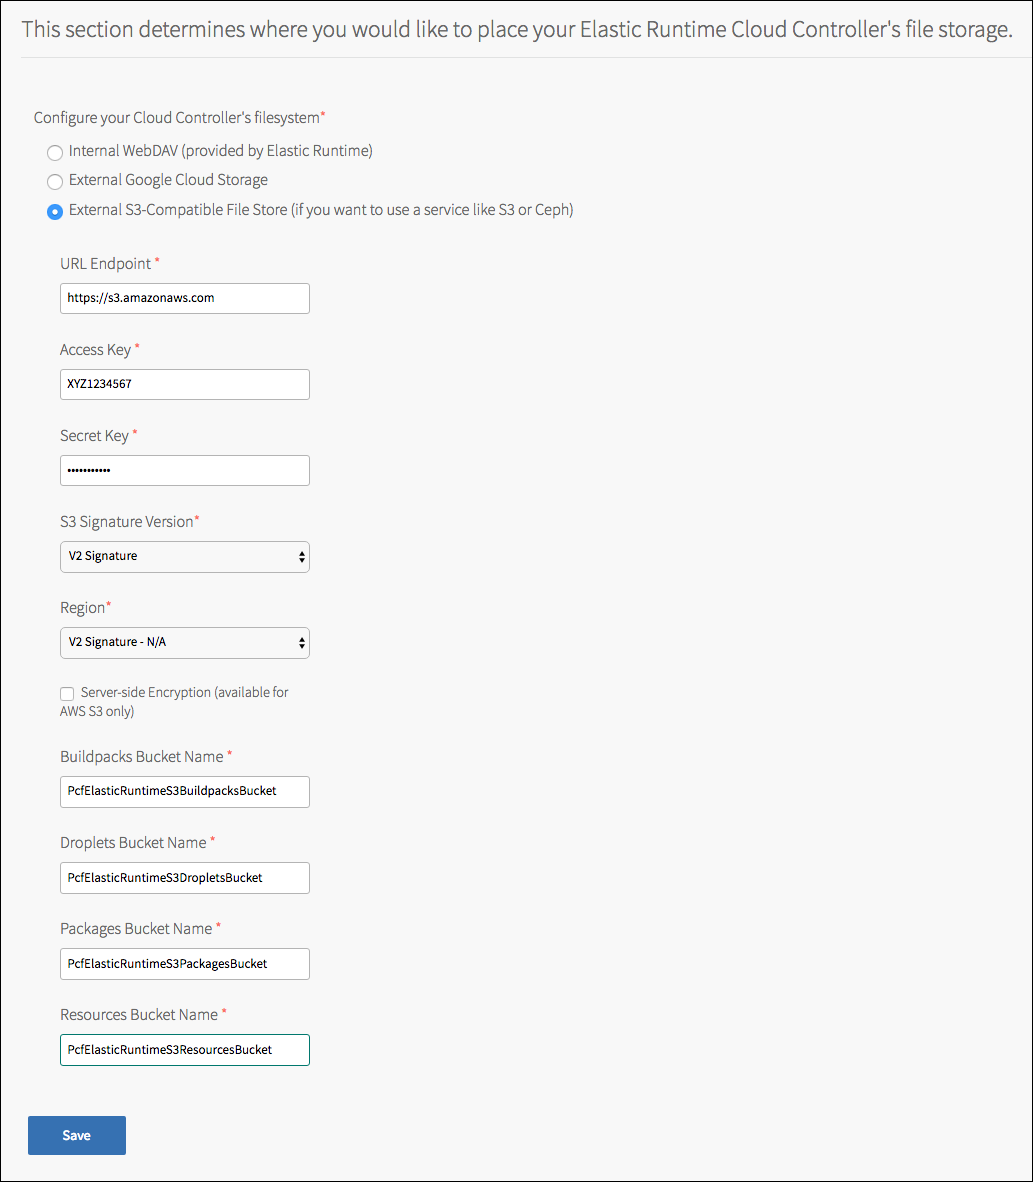 This section determines where you would like to place your Elastic Runtime Cloud Controller's file storage.
Configure your Cloud Controller's filesystem*
Internal WebDAV (provided by Elastic Runtime)
External Google Cloud Storage
External S3-Compatible File Store (if you want to use a service like S3 or Ceph)
URL Endpoint *
https://s3.amazonaws.com
Access Key *
XYZ1234567
Secret Key *
•••••••••••
S3 Signature Version*
V2 Signature
Region*
V2 Signature - N/A
Server-side Encryption (available for
AWS S3 only)
Buildpacks Bucket Name *
PcfElasticRuntimeS3BuildpacksBucket
Droplets Bucket Name *
PcfElasticRuntimeS3DropletsBucket
Packages Bucket Name *
PcfElasticRuntimeS3PackagesBucket
Resources Bucket Name *
PcfElasticRuntimeS3ResourcesBucket
Save